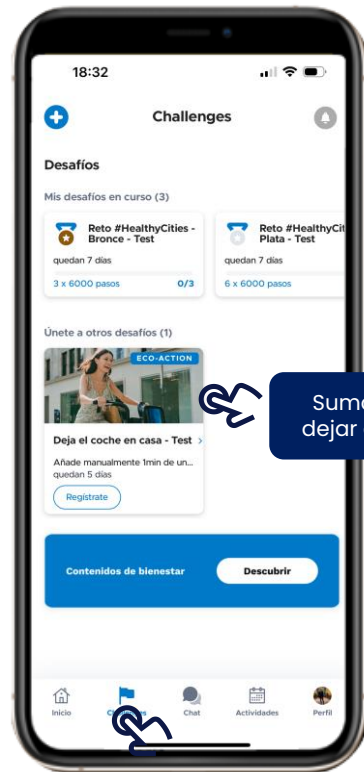 18:32
Challenges
Desafíos
Mis desafíos en curso (3)
Reto #HealthyCities -
Bronce - Test
quedan 7 días
3 x 6000 pasos 0/3
Reto #HealthyCit
Plata - Test
quedan 7 días
6 x 6000 pasos
Únete a otros desafíos (1)
ECO-ACTION
Deja el coche en casa - Test
Añade manualmente 1min de un...
quedan 5 días
Regístrate
Suma
dejar
Contenidos de bienestar
Descubrir
Inicio
Chat
Actividades
Perfil